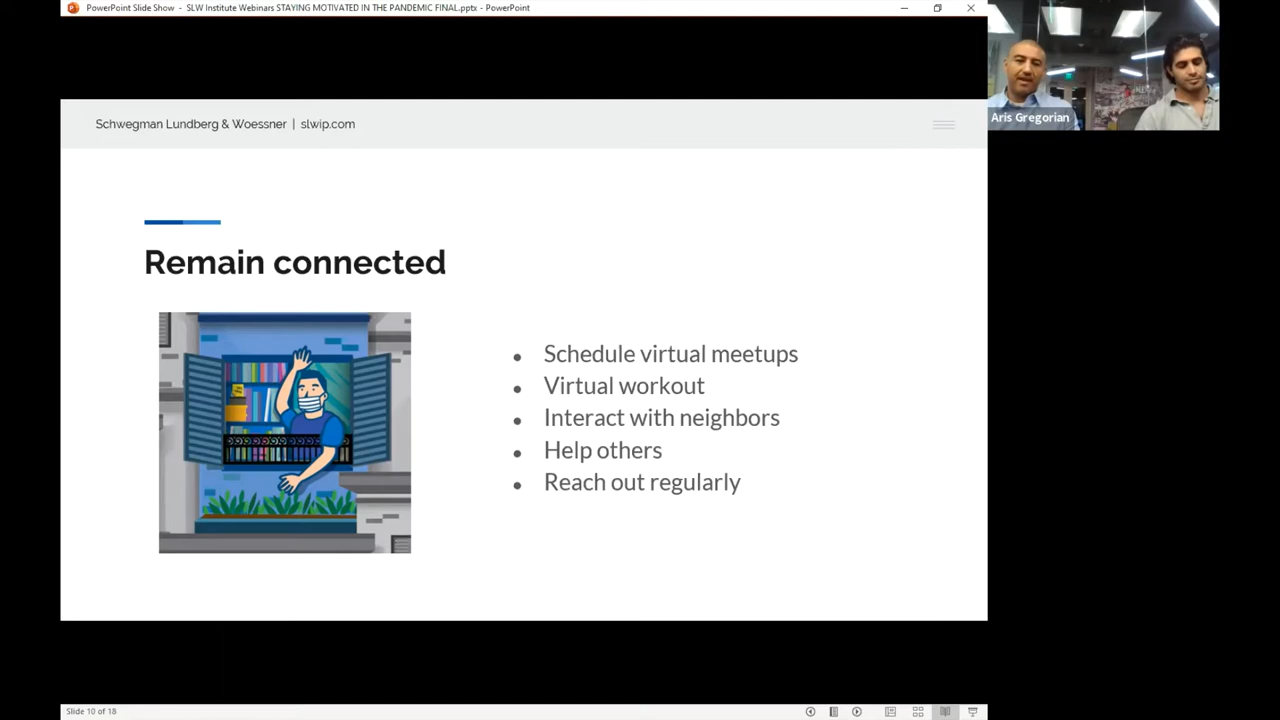 PowerPoint Slide Show - SLW Institute Webinars STAYING MOTIVATED IN THE PANDEMIC FINAL.pptx - PowerPoint
Aris Gregorian
Schwegman Lundberg & Woessner | slwip.com
Remain connected
● Schedule virtual meetups
● Virtual workout
● Interact with neighbors
● Help others
● Reach out regularly
Slide 10 of 18